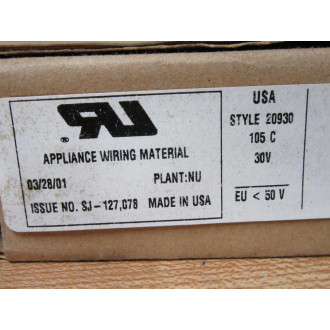 RU
®
APPLIANCE WIRING MATERIAL
03/28/01 PLANT:NU
ISSUE NO. SJ-127,078 MADE IN USA
USA
STYLE 20930
105 C
30V
EU < 50 V